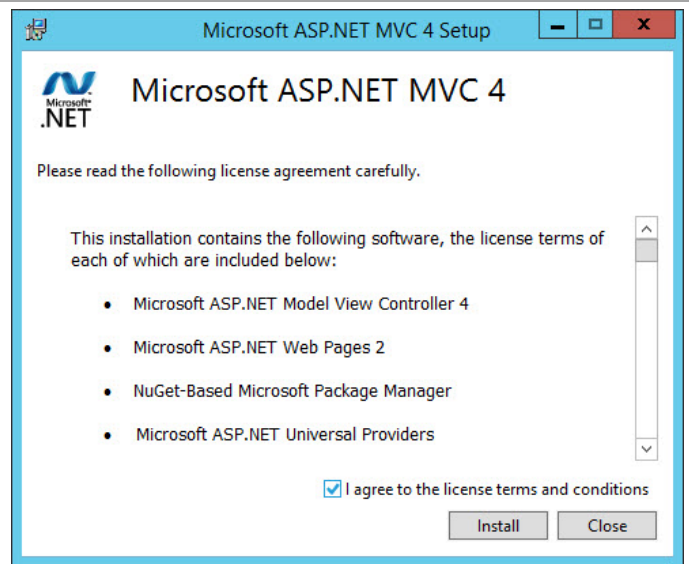 Microsoft ASP.NET MVC 4 Setup
Microsoft
.NET
Microsoft ASP.NET MVC 4
Please read the following license agreement carefully.
This installation contains the following software, the license terms of
each of which are included below:
• Microsoft ASP.NET Model View Controller 4
• Microsoft ASP.NET Web Pages 2
• NuGet-Based Microsoft Package Manager
• Microsoft ASP.NET Universal Providers
I agree to the license terms and conditions
Install Close